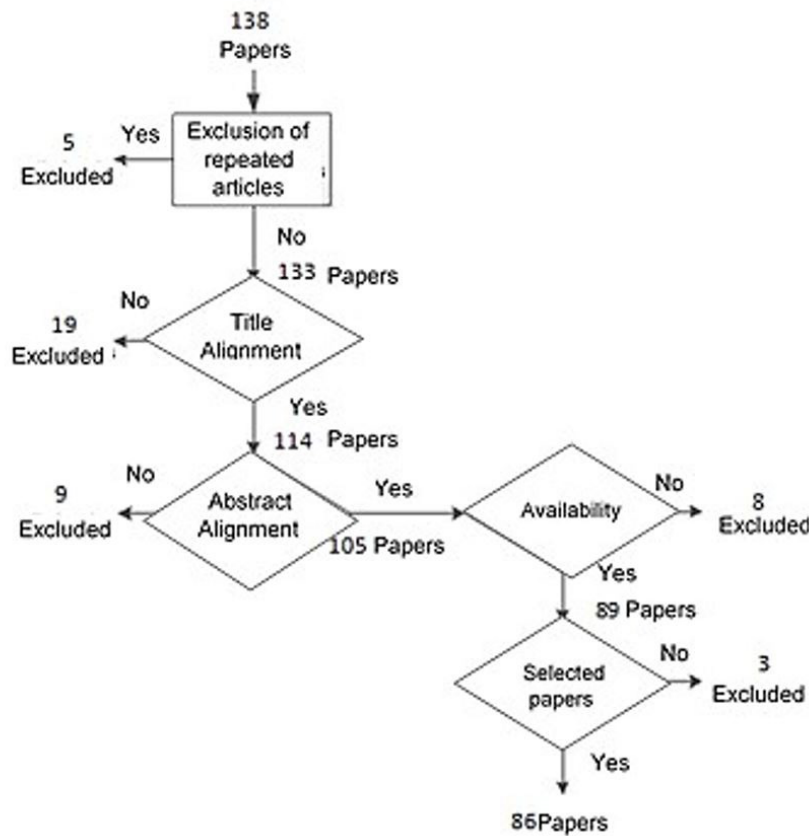 138
Papers
Exclusion of
repeated
articles
Yes
5
Excluded
No
133 Papers
Title
Alignment
No
19
Excluded
Yes
114 Papers
Abstract
Alignment
No
9
Excluded
Yes
105 Papers
Availability
No
8
Excluded
Yes
89 Papers
Selected
papers
No
3
Excluded
Yes
86Papers